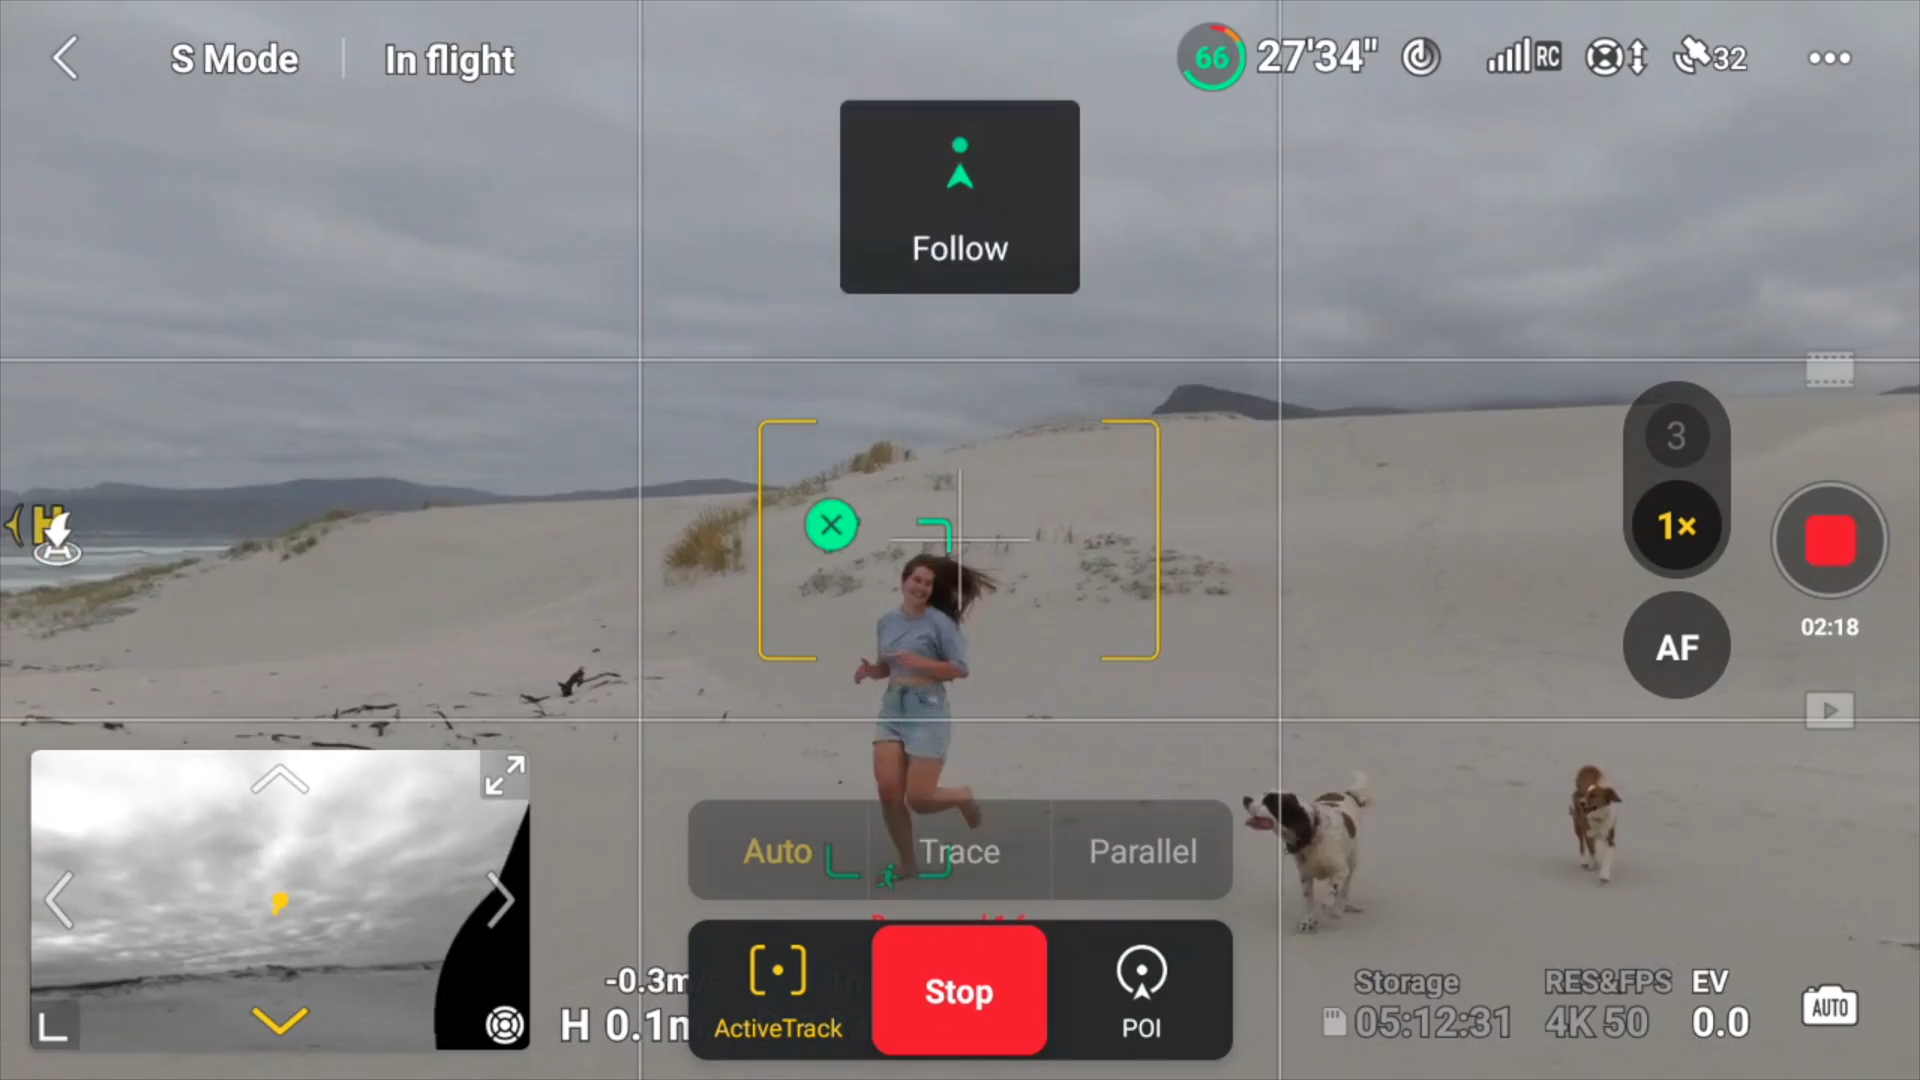 S Mode
In flight
66 27'34"
RC
32
Follow
3
1×
AF
02:18
H
Auto
Trace
Parallel
-0.3m
H 0.1m
ActiveTrack
Stop
POI
Storage
05:12:31
RES&FPS
4K 50
EV
0.0
AUTO
L